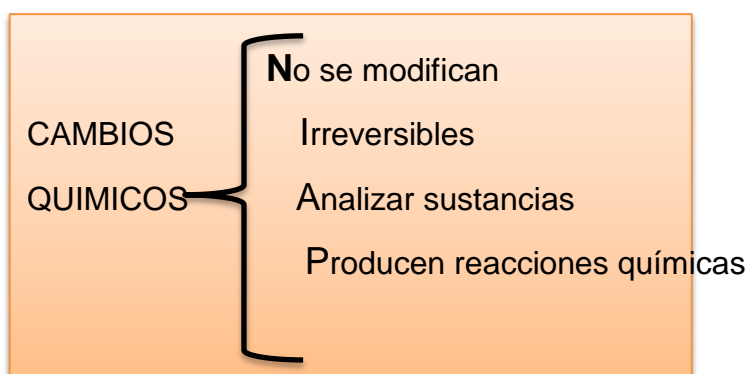 No se modifican
CAMBIOS Irreversibles
QUIMICOS Analizar sustancias
Producen reacciones químicas